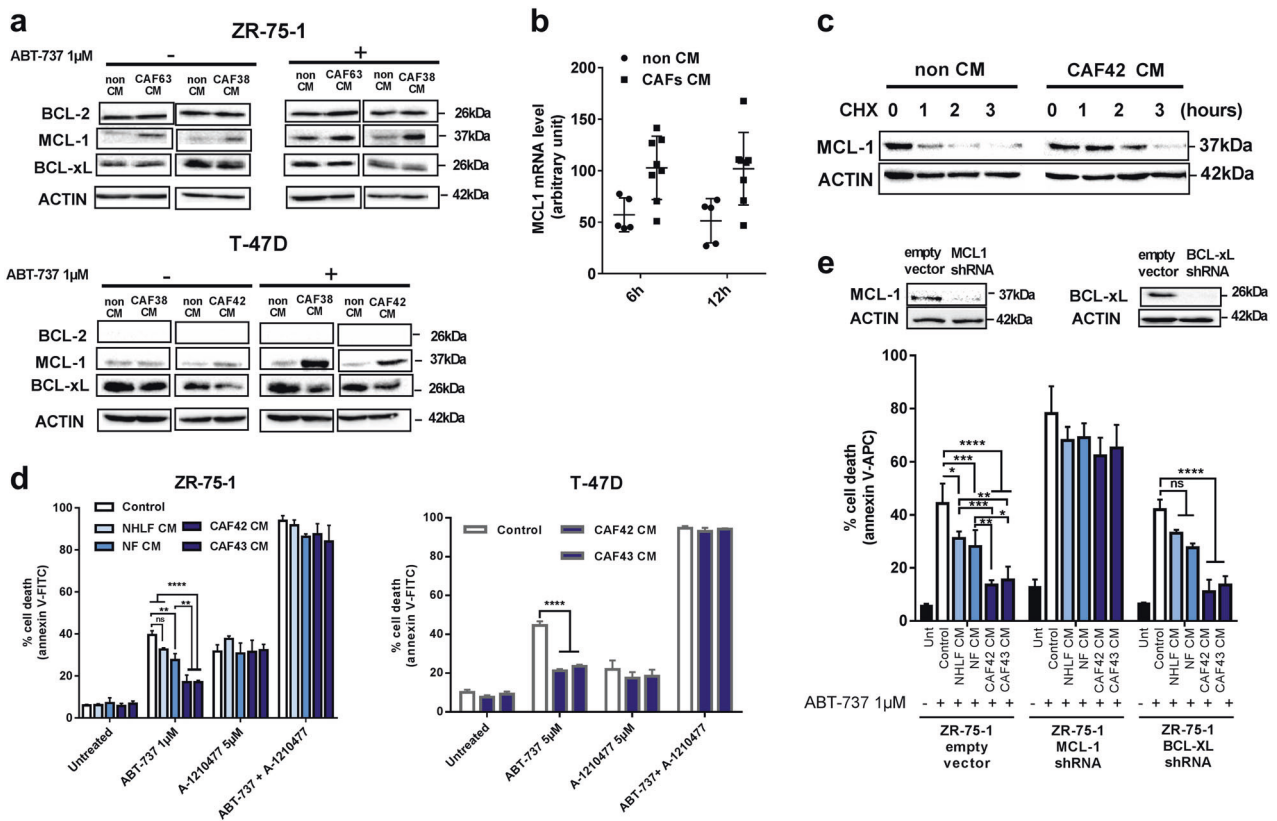 a
ZR-75-1
ABT-737 1µM
-
+
non CM
CAF63 CM
non CM
CAF38 CM
non CM
CAF63 CM
non CM
CAF38 CM
BCL-2
26kDa
MCL-1
37kDa
BCL-xL
26kDa
ACTIN
42kDa
T-47D
ABT-737 1µM
-
+
non CM
CAF38 CM
non CM
CAF42 CM
non CM
CAF38 CM
non CM
CAF42 CM
BCL-2
26kDa
MCL-1
37kDa
BCL-xL
26kDa
ACTIN
42kDa
b
non CM
CAFs CM
MCL1 mRNA level
(arbitrary unit)
200
150
100
50
0
6h
12h
c
non CM
CAF42 CM
CHX 0 1 2 3 0 1 2 3 (hours)
MCL-1
37kDa
ACTIN
42kDa
d
ZR-75-1
Control
NHLF CM
NF CM
CAF42 CM
CAF43 CM
% cell death
(annexin V-FITC)
100
80
60
40
20
0
****
**
**
ns
Untreated
ABT-737 1µM
A-1210477 5µM
ABT-737 + A-1210477
T-47D
Control
CAF42 CM
CAF43 CM
% cell death
(annexin V-FITC)
100
80
60
40
20
0
****
Untreated
ABT-737 5µM
A-1210477 5µM
ABT-737+ A-1210477
e
empty vector
MCL1 shRNA
MCL-1
37kDa
ACTIN
42kDa
empty vector
BCL-xL shRNA
BCL-xL
26kDa
ACTIN
42kDa
% cell death
(annexin V-APC)
100
80
60
40
20
0
****
***
*
**
***
*
**
****
ns
Unt
Control
NHLF CM
NF CM
CAF42 CM
CAF43 CM
Unt
Control
NHLF CM
NF CM
CAF42 CM
CAF43 CM
Unt
Control
NHLF CM
NF CM
CAF42 CM
CAF43 CM
ABT-737 1µM - + + + + + - + + + + + - + + + + +
ZR-75-1
empty
vector
ZR-75-1
MCL-1
shRNA
ZR-75-1
BCL-XL
shRNA